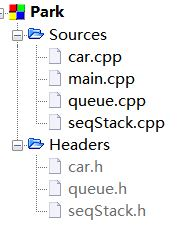 Park
Sources
car.cpp
main.cpp
queue.cpp
seqStack.cpp
Headers
car.h
queue.h
seqStack.h